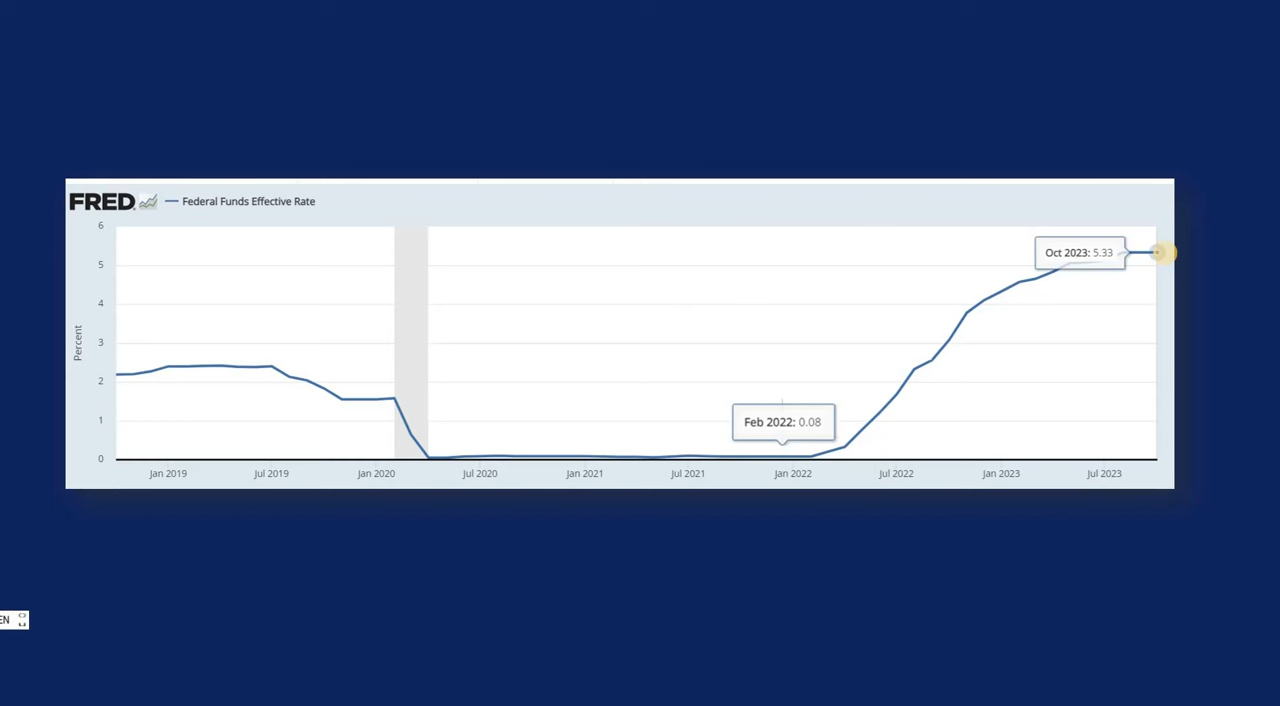 FRED
Federal Funds Effective Rate
6
5
4
3
2
1
0
Percent
Oct 2023: 5.33
Feb 2022: 0.08
Jan 2019
Jul 2019
Jan 2020
Jul 2020
Jan 2021
Jul 2021
Jan 2022
Jul 2022
Jan 2023
Jul 2023
EN